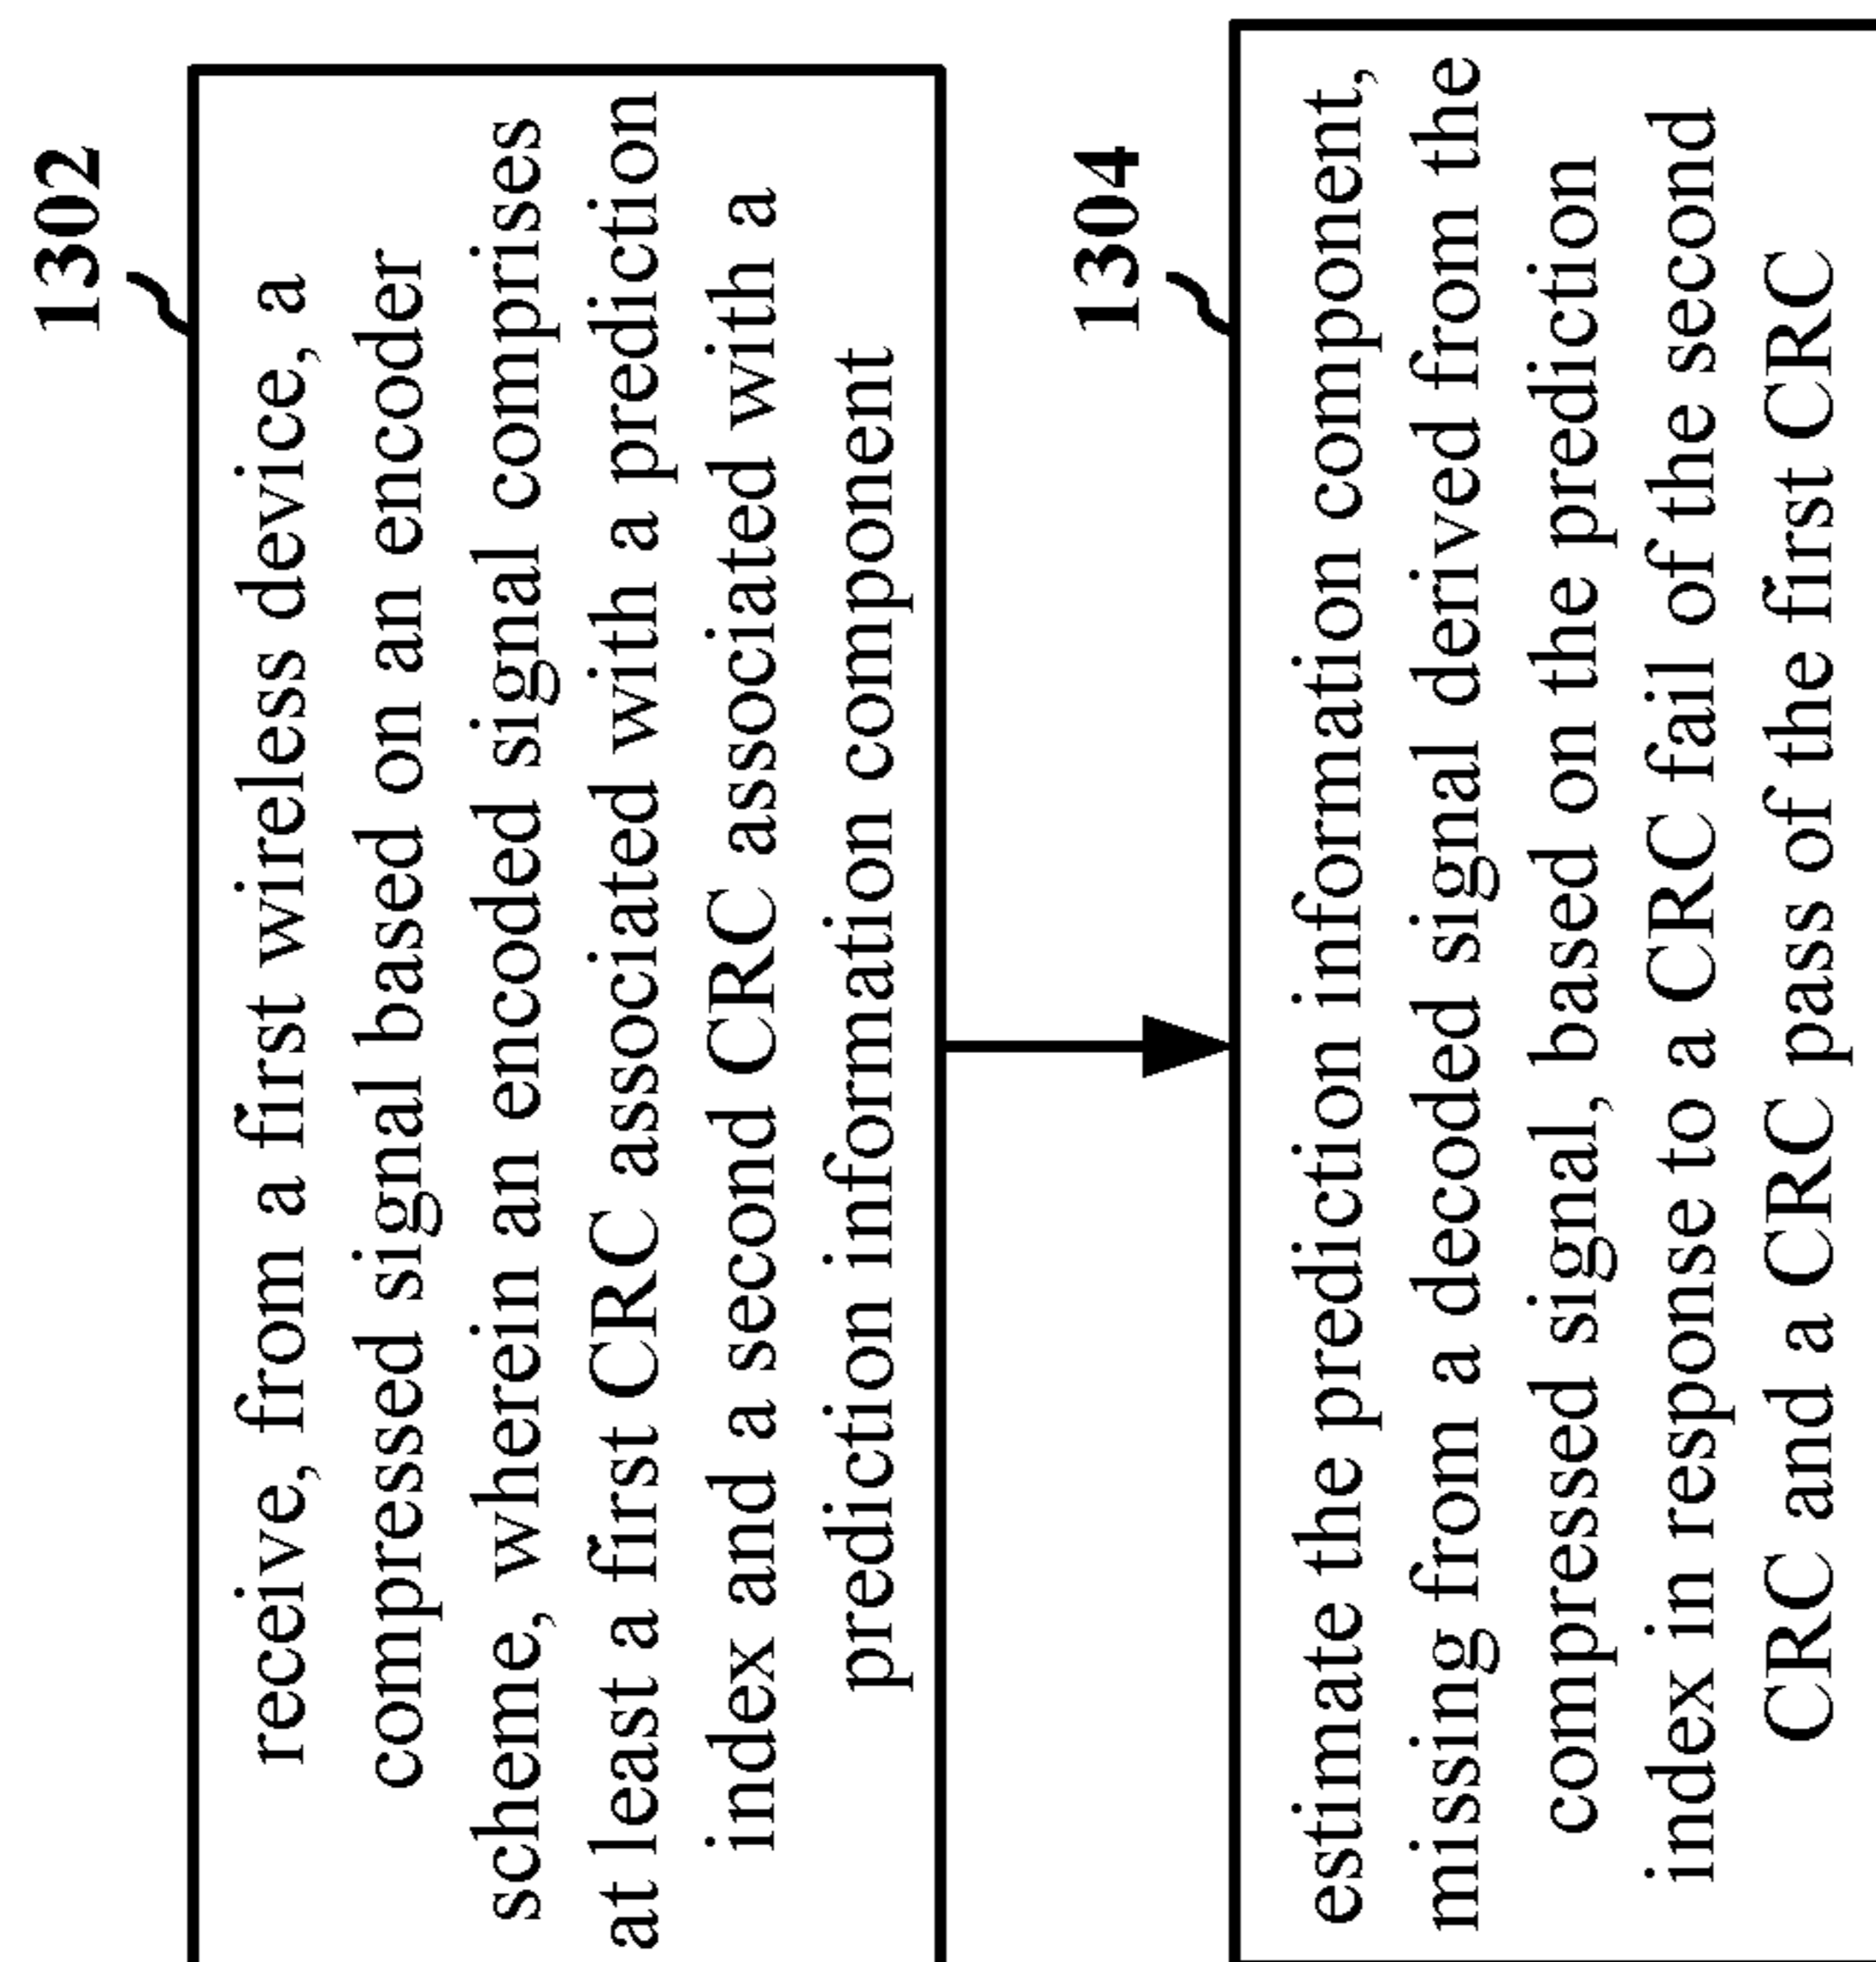 1302
receive, from a first wireless device, a
compressed signal based on an encoder
scheme, wherein an encoded signal comprises
at least a first CRC associated with a prediction
index and a second CRC associated with a
prediction information component
1304
estimate the prediction information component,
missing from a decoded signal derived from the
compressed signal, based on the prediction
index in response to a CRC fail of the second
CRC and a CRC pass of the first CRC